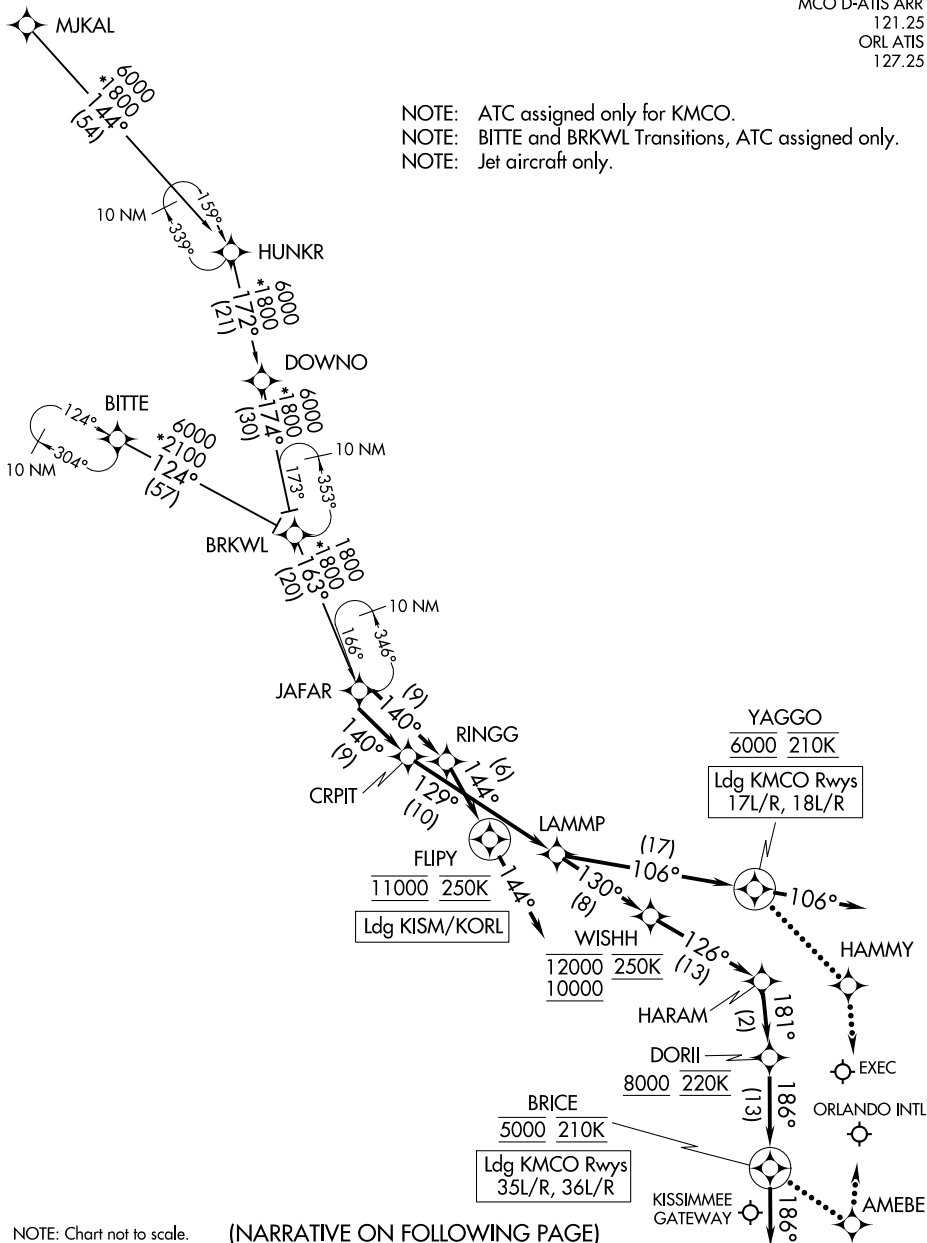 MCO D-ATIS ARR
121.25
ORL ATIS
127.25
MJKAL
6000
*1800
144°
(54)
NOTE: ATC assigned only for KMCO.
NOTE: BITTE and BRKWL Transitions, ATC assigned only.
NOTE: Jet aircraft only.
10 NM
159°
339°
HUNKR
6000
*1800
172°
(21)
DOWNO
6000
*1800
174°
(30)
BITTE
124°
304°
10 NM
6000
*2100
124°
(57)
10 NM
173°
353°
BRKWL
1800
*1800
163°
(20)
10 NM
166°
346°
JAFAR
(9)
140°
140°
(9)
RINGG
(6)
144°
CRPIT
129°
(10)
YAGGO
6000 210K
Ldg KMCO Rwys
17L/R, 18L/R
LAMMP
(17)
106°
106°
FLIPY
11000 250K
Ldg KISM/KORL
144°
130°
(8)
WISHH
12000 250K
10000
126°
(13)
HAMMY
HARAM
181°
(2)
EXEC
DORII
8000 220K
186°
(13)
ORLANDO INTL
BRICE
5000 210K
Ldg KMCO Rwys
35L/R, 36L/R
KISSIMMEE
GATEWAY
186°
AMEBE
NOTE: Chart not to scale.
(NARRATIVE ON FOLLOWING PAGE)